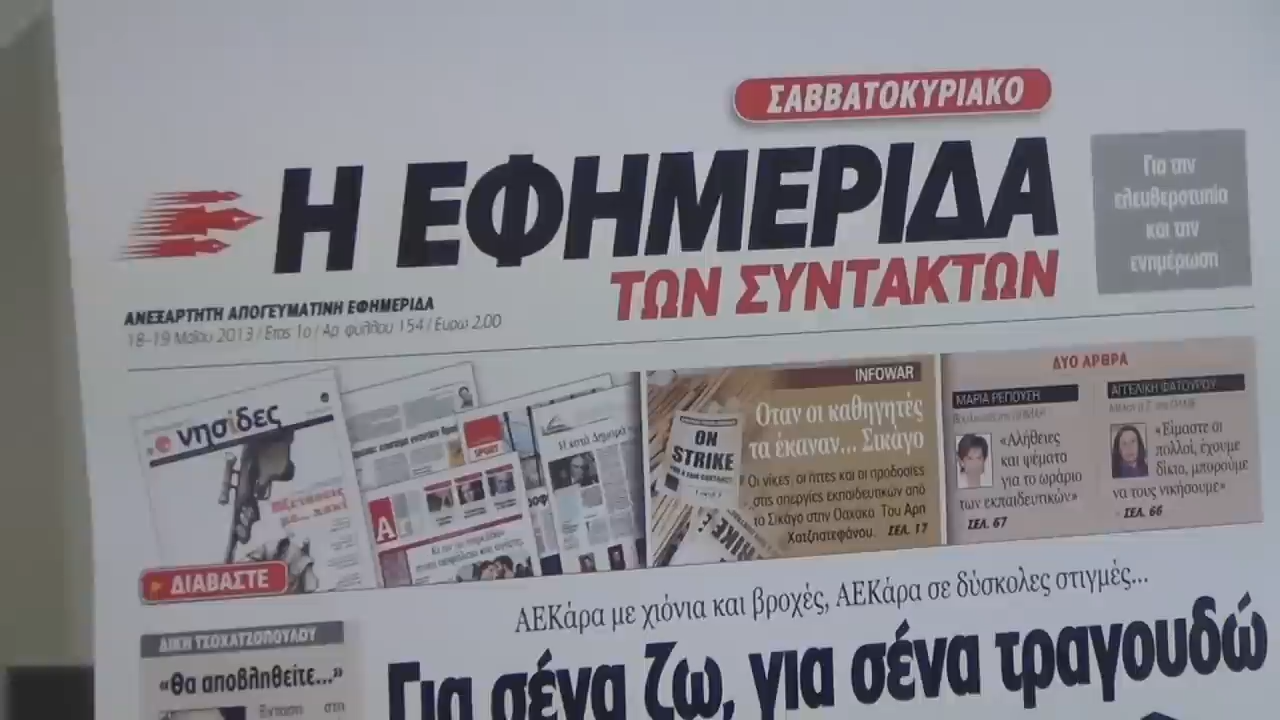 ΣΑΒΒΑΤΟΚΥΡΙΑΚΟ
Η ΕΦΗΜΕΡΙΔΑ
ΤΩΝ ΣΥΝΤΑΚΤΩΝ
Για την
ελευθεροτυπία
και την
ενημέρωση
ΑΝΕΞΑΡΤΗΤΗ ΑΠΟΓΕΥΜΑΤΙΝΗ ΕΦΗΜΕΡΙΔΑ
18-19 Μαΐου 2013 / Έτος 1ο / Αρ. φύλλου 154 / Ευρώ 2,00
νησίδες
SPORT
ΔΙΑΒΑΣΤΕ
INFOWAR
Οταν οι καθηγητές
τα έκαναν... Σικάγο
ON
STRIKE
Οι νίκες, οι ήττες και οι προδοσίες
στις απεργίες εκπαιδευτικών από
το Σικάγο στην Οαχάκα. Του Αρη
Χατζηστεφάνου. ΣΕΛ. 17
ΔΥΟ ΑΡΘΡΑ
ΜΑΡΙΑ ΡΕΠΟΥΣΗ
«Αλήθειες
και ψέματα
για το ωράριο
των εκπαιδευτικών»
ΣΕΛ. 67
ΑΓΓΕΛΙΚΗ ΦΑΤΟΥΡΟΥ
«Είμαστε οι
πολλοί, έχουμε
δίκιο, μπορούμε
να τους νικήσουμε»
ΣΕΛ. 66
ΑΕΚάρα με χιόνια και βροχές, ΑΕΚάρα σε δύσκολες στιγμές...
Για σένα ζω, για σένα τραγουδώ
ΔΙΚΗ ΤΣΟΧΑΤΖΟΠΟΥΛΟΥ
«Θα αποβληθείτε...»